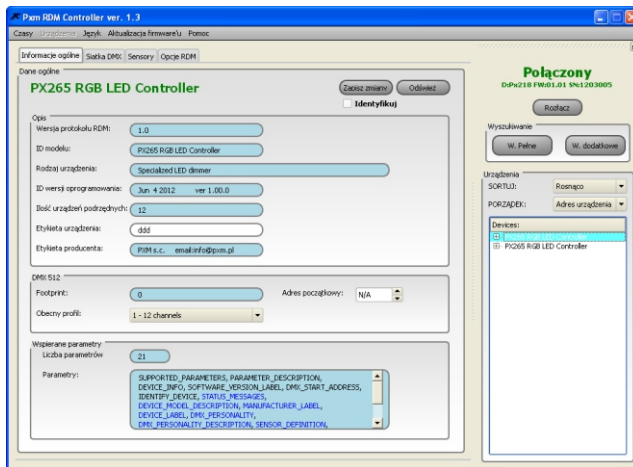 Pxm RDM Controller ver. 1.3
Czasy Urządzenia Język Aktualizacja firmware'u Pomoc
Informacje ogólne Siatka DMX Sensory Opcje RDM
Dane ogólne
PX265 RGB LED Controller
Zapisz zmiany Odśwież
Identyfikuj
Opis
Wersja protokołu RDM: 1.0
ID modelu: PX265 RGB LED Controller
Rodzaj urządzenia: Specialized LED dimmer
ID wersji oprogramowania: Jun 4 2012 ver 1.00.0
Ilość urządzeń podrzędnych: 12
Etykieta urządzenia: ddd
Etykieta producenta: PXM s.c. email:info@pxm.pl
DMX 512
Footprint: 0 Adres początkowy: N/A
Obecny profil: 1 - 12 channels
Wspierane parametry
Liczba parametrów 21
Parametry: SUPPORTED_PARAMETERS, PARAMETER_DESCRIPTION,
DEVICE_INFO, SOFTWARE_VERSION_LABEL, DMX_START_ADDRESS,
IDENTIFY_DEVICE, STATUS_MESSAGES,
DEVICE_MODEL_DESCRIPTION, MANUFACTURER_LABEL,
DEVICE_LABEL, DMX_PERSONALITY,
DMX_PERSONALITY_DESCRIPTION, SENSOR_DEFINITION,
Połączony
D:Px218 FW:01.01 SN:1203005
Rozłącz
Wyszukiwanie
W. Pełne W. dodatkowe
Urządzenia
SORTUJ: Rosnąco
PORZĄDEK: Adres urządzenia
Devices:
PX265 RGB LED Controller
PX265 RGB LED Controller